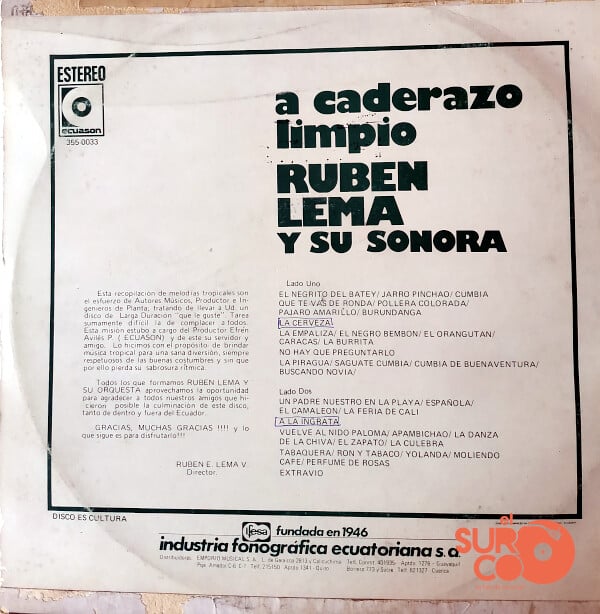 ESTEREO
ecuason
355-0033
a caderazo
limpio
RUBEN
LEMA
Y SU SONORA
Esta recopilación de melodías tropicales son
el esfuerzo de Autores Músicos, Productor e In-
genieros de Planta; tratando de llevar a Ud. un
disco de Larga Duración "que le guste". Tarea
sumamente difícil la de complacer a todos.
Esta misión estubo a cargo del Productor Efrén
Avilés P. (ECUASON) y de este su servidor y
amigo. Lo hicimos con el propósito de brindar
música tropical para una sana diversión, siempre
respetuosos de las buenas costumbres y sin que
por ello pierda su sabrosura rítmica.
Todos los que formamos RUBEN LEMA Y
SU ORQUESTA aprovechamos la oportunidad
para agradecer a todos nuestros amigos que hi-
cieron posible la culminación de este disco,
tanto de dentro y fuera del Ecuador.
GRACIAS, MUCHAS GRACIAS !!!! y lo
que sigue es para disfrutarlo!!!
RUBEN E. LEMA V.
Director.
Lado Uno
EL NEGRITO DEL BATEY/ JARRO PINCHAO/ CUMBIA
QUE TE VAS DE RONDA/ POLLERA COLORADA/
PAJARO AMARILLO/ BURUNDANGA
LA CERVEZA
LA EMPALIZA/ EL NEGRO BEMBON/ EL ORANGUTAN/
CARACAS/ LA BURRITA
NO HAY QUE PREGUNTARLO
LA PIRAGUA/ SAGUATE CUMBIA/ CUMBIA DE BUENAVENTURA/
BUSCANDO NOVIA/
Lado Dos
UN PADRE NUESTRO EN LA PLAYA/ ESPAÑOLA/
EL CAMALEON/ LA FERIA DE CALI
A LA INGRATA
VUELVE AL NIDO PALOMA/ APAMBICHAO/ LA DANZA
DE LA CHIVA/ EL ZAPATO/ LA CULEBRA
TABAQUERA/ RON Y TABACO/ YOLANDA/ MOLIENDO
CAFE/ PERFUME DE ROSAS
EXTRAVIO
DISCO ES CULTURA
ifesa fundada en 1946
industria fonográfica ecuatoriana s.a.
Distribuidores: EMPORIO MUSICAL S. A.
Guayaquil
Quito
Cuenca
el
SURCO